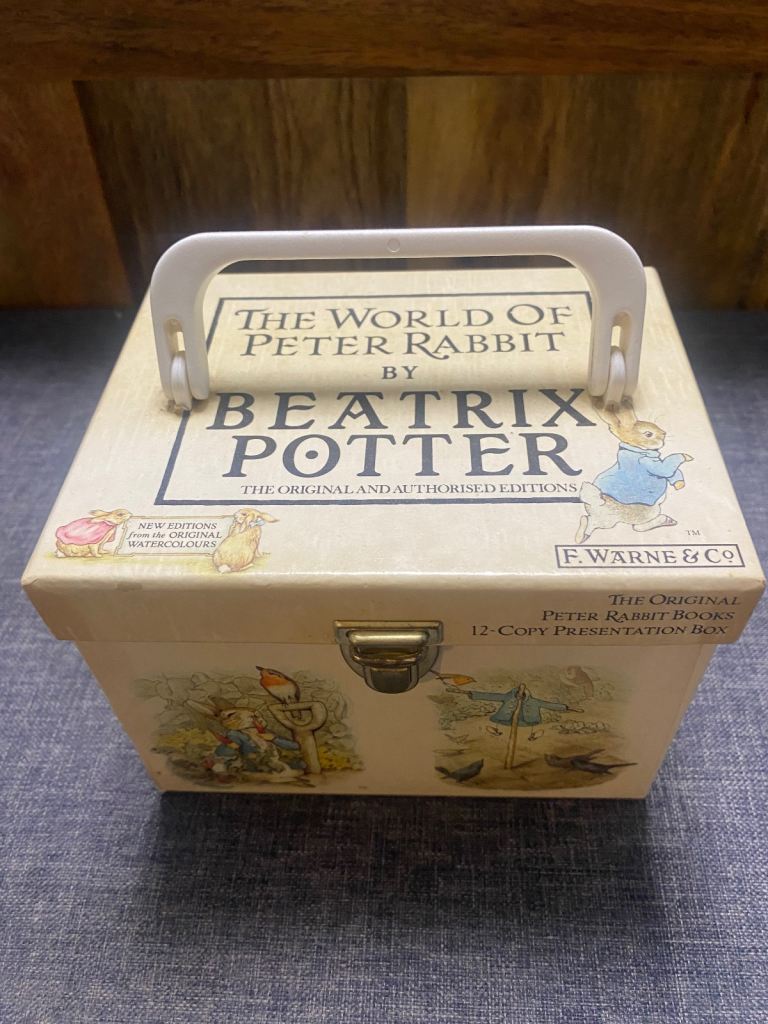 THE WORLD OF
PETER RABBIT
BY
BEATRIX
POTTER
THE ORIGINAL AND AUTHORISED EDITIONS
NEW EDITIONS
from the ORIGINAL
WATERCOLOURS
TM
F. WARNE & Co
THE ORIGINAL
PETER RABBIT BOOKS
12-COPY PRESENTATION BOX